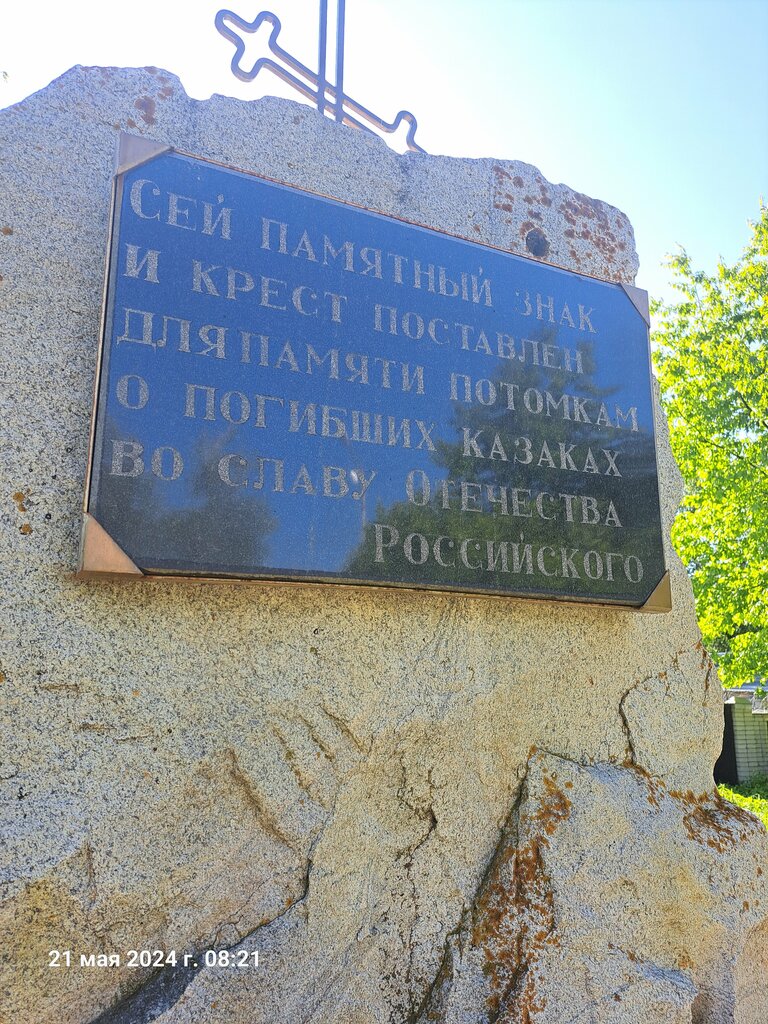 Сей памятный знак
и крест поставлен
для памяти потомкам
о погибших казаках
во славу Отечества
Российского
21 мая 2024 г. 08:21